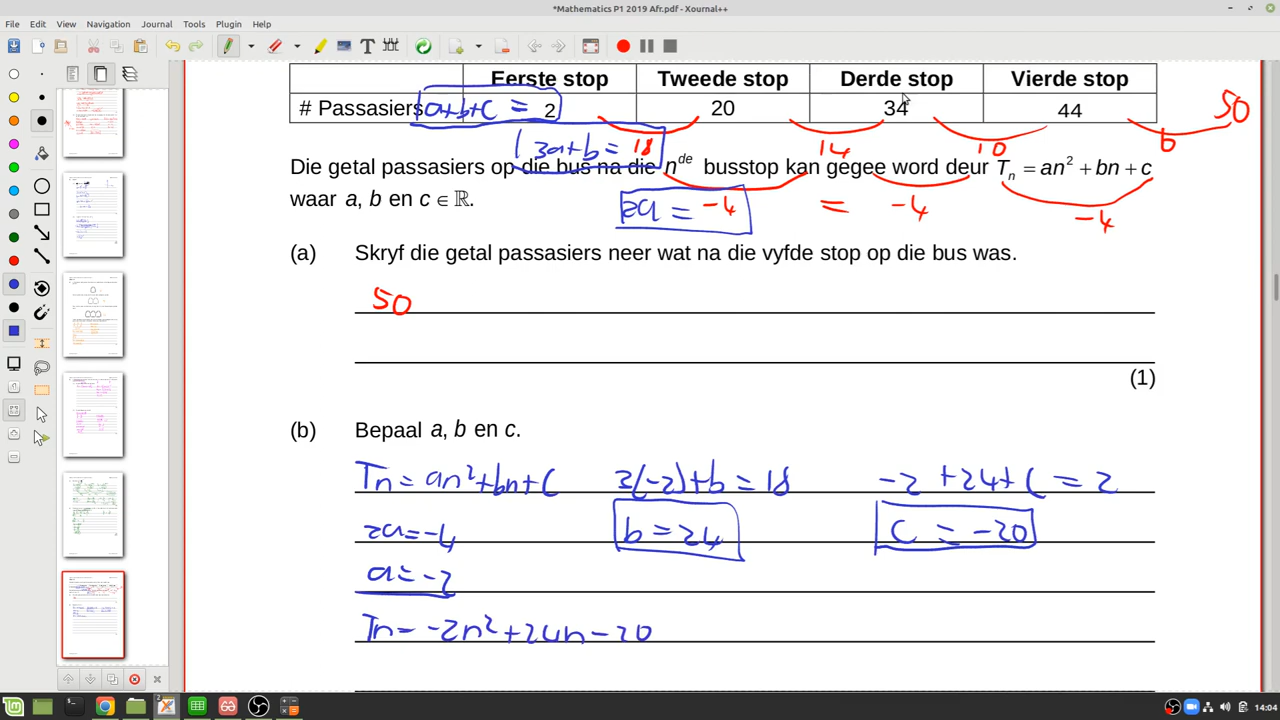 *Mathematics P1 2019 Afr.pdf - Xournal++
File Edit View Navigation Journal Tools Plugin Help
Eerste stop Tweede stop Derde stop Vierde stop
# Passasiers a+b+c = 2 20 34 44 50
3a+b = 18 14 10 6
Die getal passasiers op die bus na die n^de busstop kan gegee word deur Tₙ = an² + bn + c
waar a, b en c ∈ ℝ. 2a = -4 = -4 -4
(a) Skryf die getal passasiers neer wat na die vyfde stop op die bus was.
50
(1)
(b) Bepaal a, b en c.
Tn = an²+bn+c 3(-2)+b = 18 -2 +24+C = 2
2a = -4 b = 24 C = -20
a = -2
Tn = -2n²+24n-20
14:04